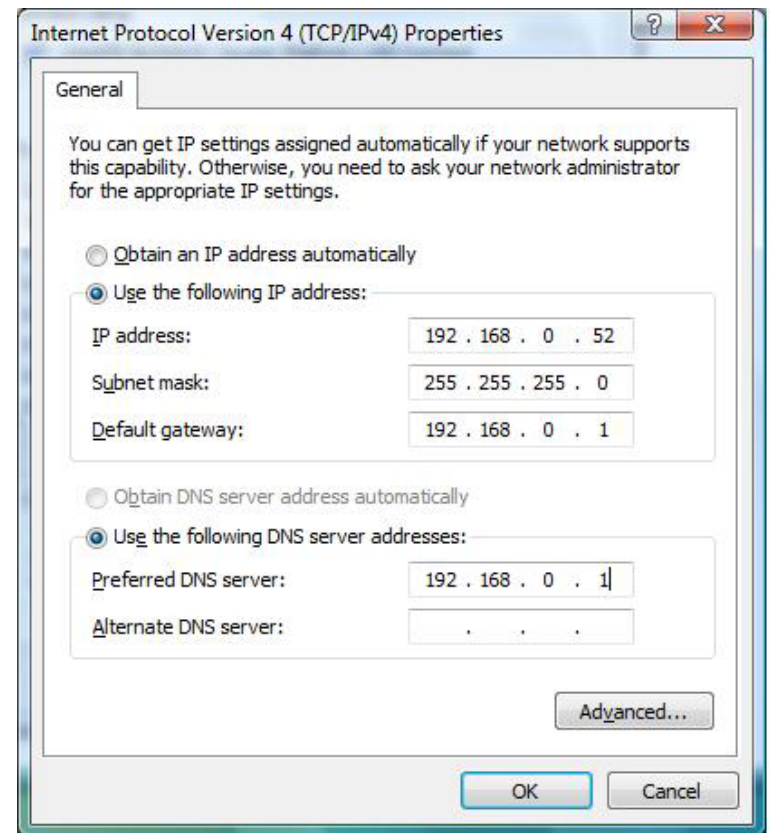 Internet Protocol Version 4 (TCP/IPv4) Properties
?
X
General
You can get IP settings assigned automatically if your network supports
this capability. Otherwise, you need to ask your network administrator
for the appropriate IP settings.
Obtain an IP address automatically
Use the following IP address:
IP address: 192 . 168 . 0 . 52
Subnet mask: 255 . 255 . 255 . 0
Default gateway: 192 . 168 . 0 . 1
Obtain DNS server address automatically
Use the following DNS server addresses:
Preferred DNS server: 192 . 168 . 0 . 1
Alternate DNS server: . . .
Advanced...
OK Cancel